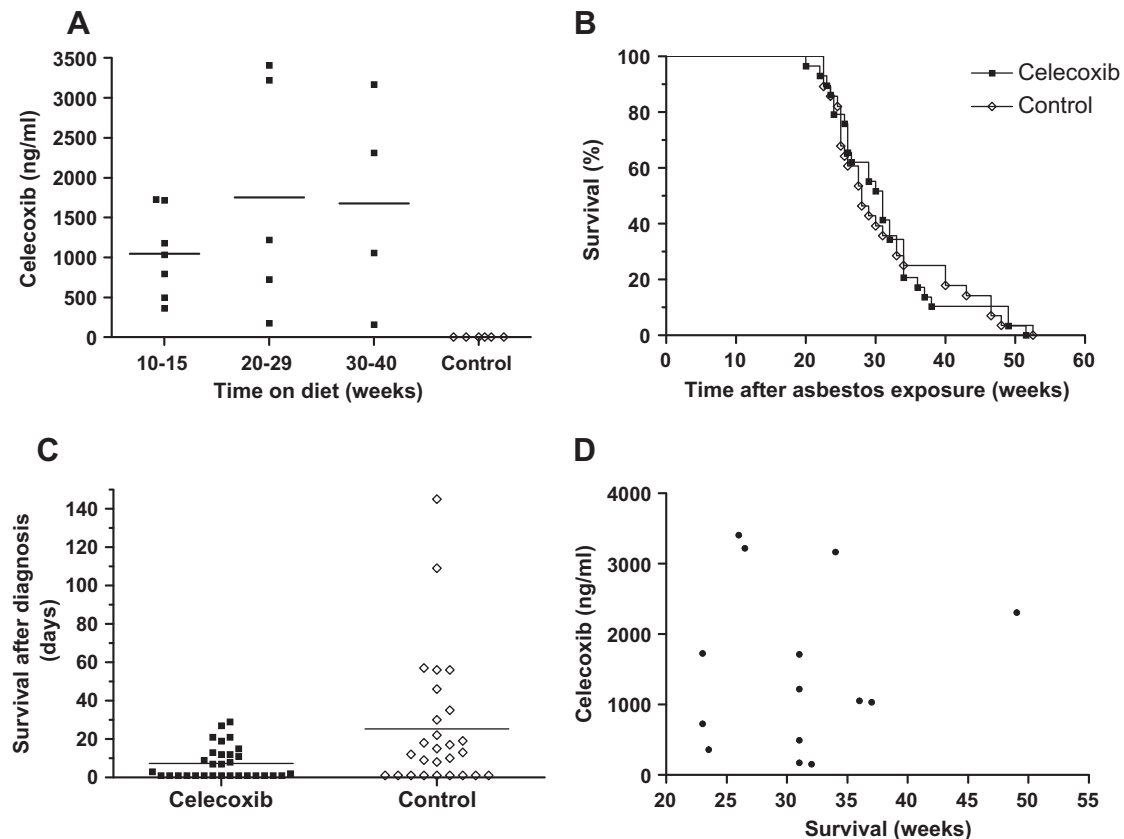 A
3500
3000
2500
2000
1500
1000
500
0
Celecoxib (ng/ml)
10-15 20-29 30-40 Control
Time on diet (weeks)
B
100
80
60
40
20
0
Survival (%)
Celecoxib
Control
0 10 20 30 40 50 60
Time after asbestos exposure (weeks)
C
140
120
100
80
60
40
20
0
Survival after diagnosis
(days)
Celecoxib Control
D
4000
3000
2000
1000
0
Celecoxib (ng/ml)
20 25 30 35 40 45 50 55
Survival (weeks)